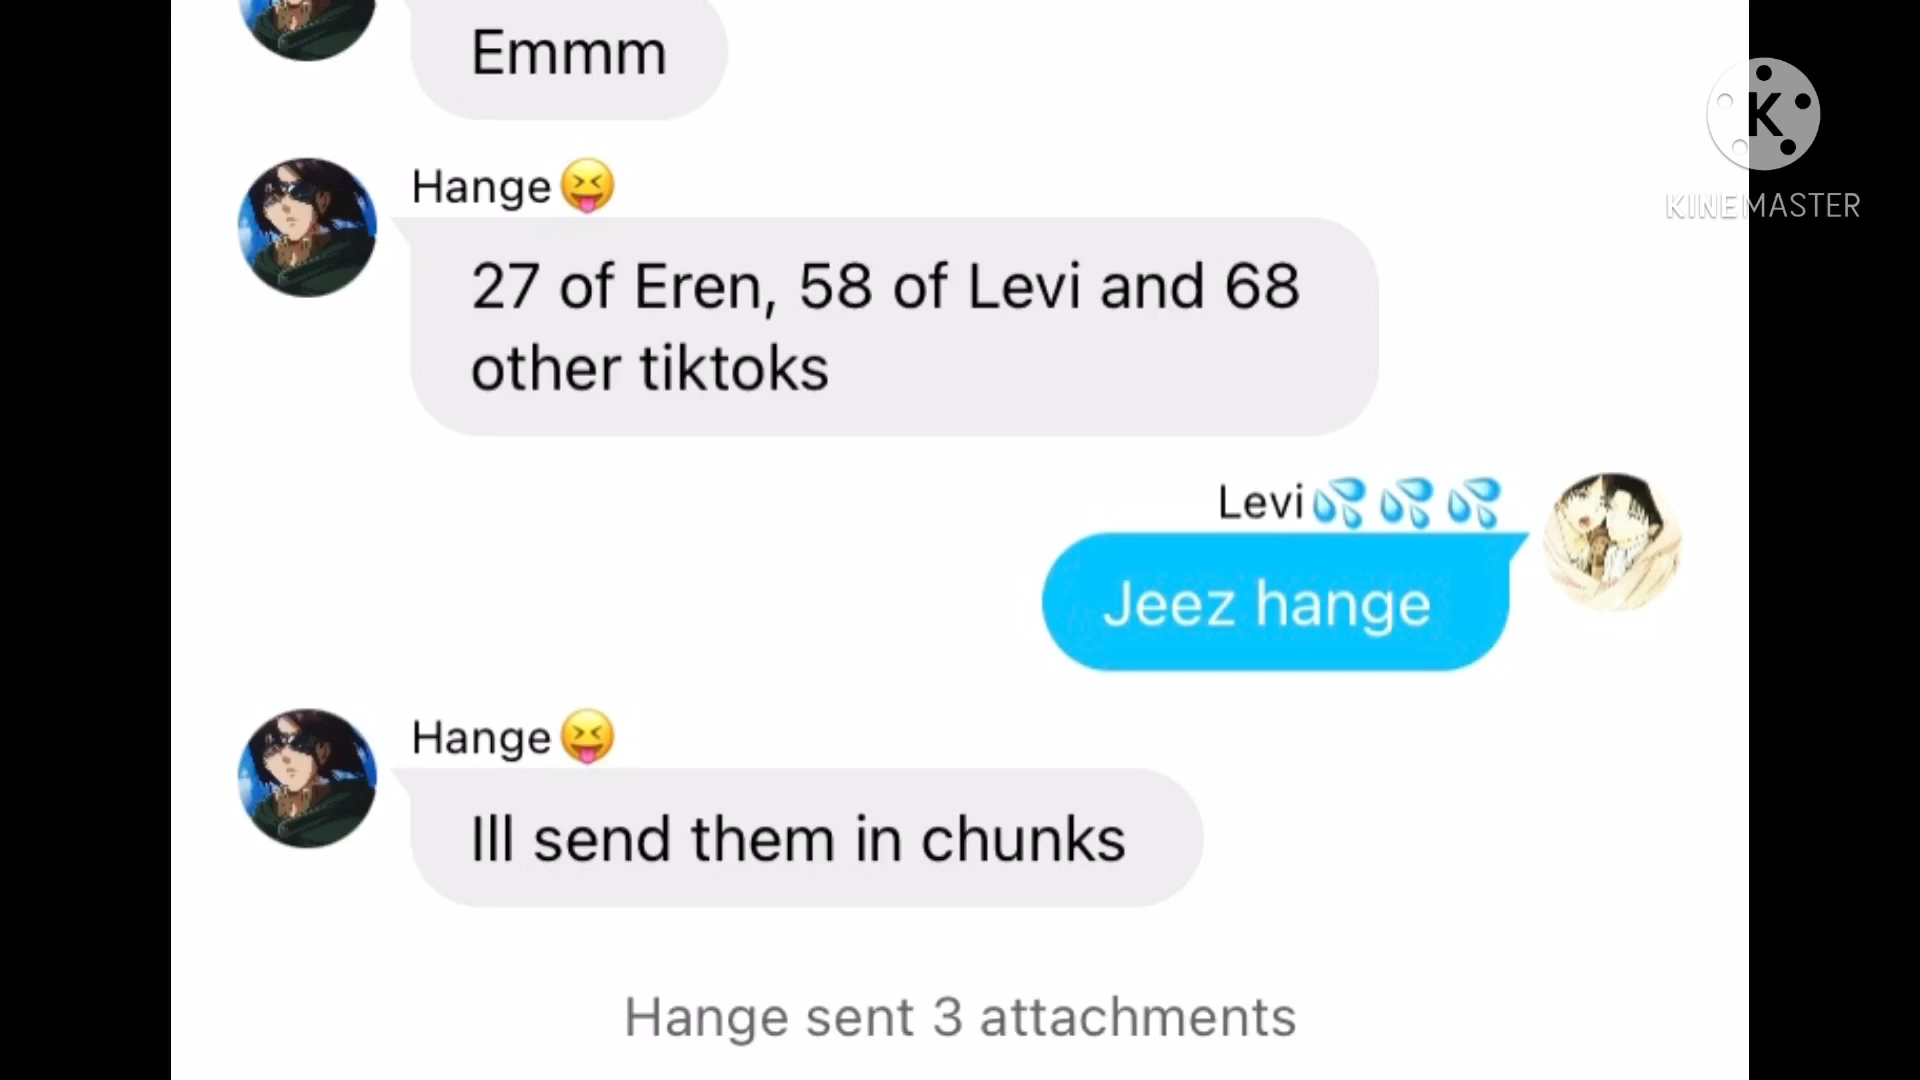 Emmm
Hange😝
27 of Eren, 58 of Levi and 68
other tiktoks
Levi💦💦💦
Jeez hange
Hange😝
Ill send them in chunks
Hange sent 3 attachments
K
KINEMASTER